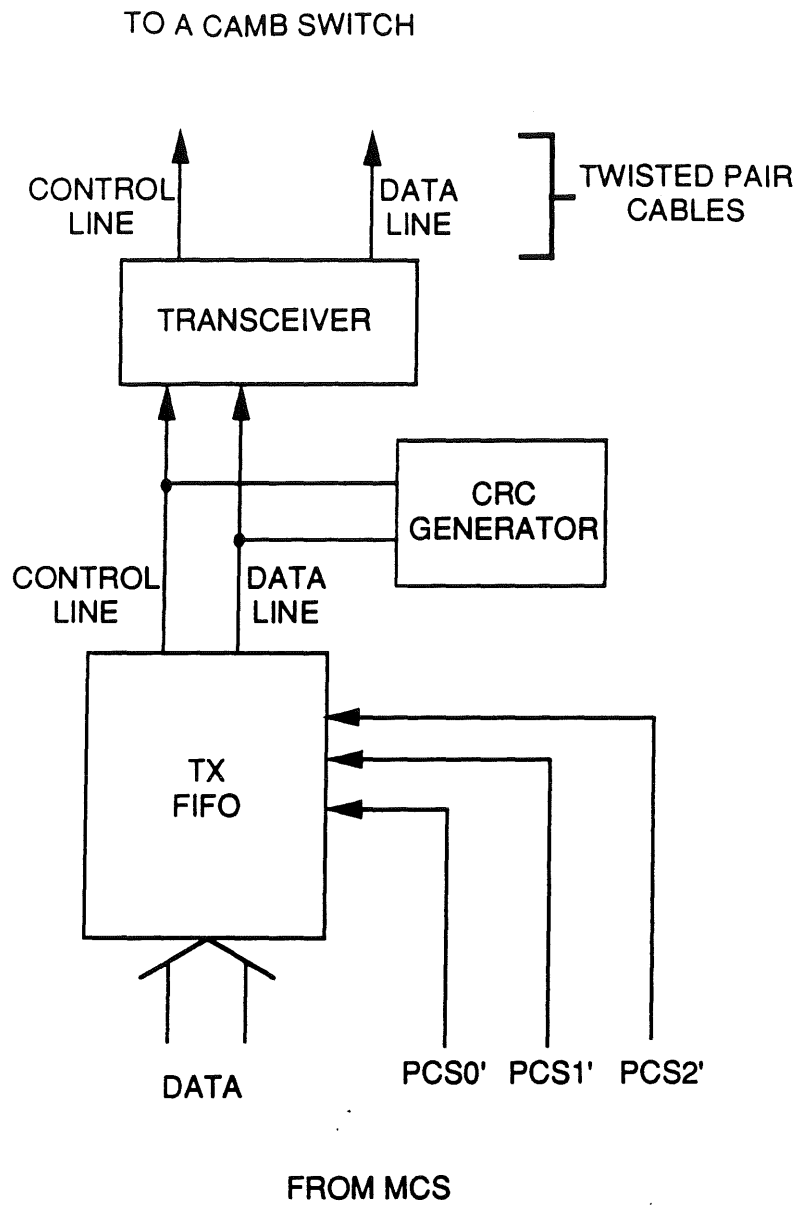 TO A CAMB SWITCH
CONTROL
LINE
DATA
LINE
TWISTED PAIR
CABLES
TRANSCEIVER
CRC
GENERATOR
CONTROL
LINE
DATA
LINE
TX
FIFO
DATA
PCS0'
PCS1'
PCS2'
FROM MCS